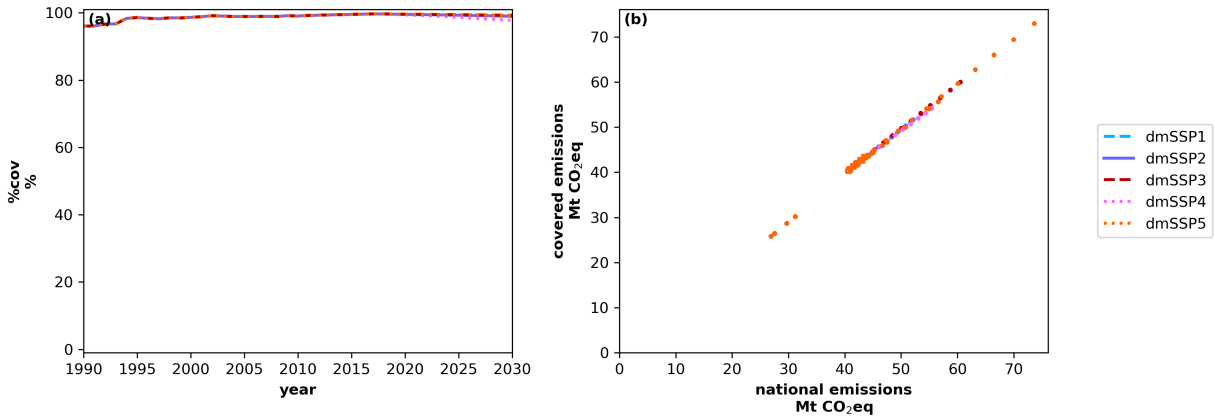 (a)
100
80
60
40
20
0
%cov
%
1990 1995 2000 2005 2010 2015 2020 2025 2030
year
(b)
70
60
50
40
30
20
10
0
covered emissions
Mt CO₂eq
0 10 20 30 40 50 60 70
national emissions
Mt CO₂eq
dmSSP1
dmSSP2
dmSSP3
dmSSP4
dmSSP5